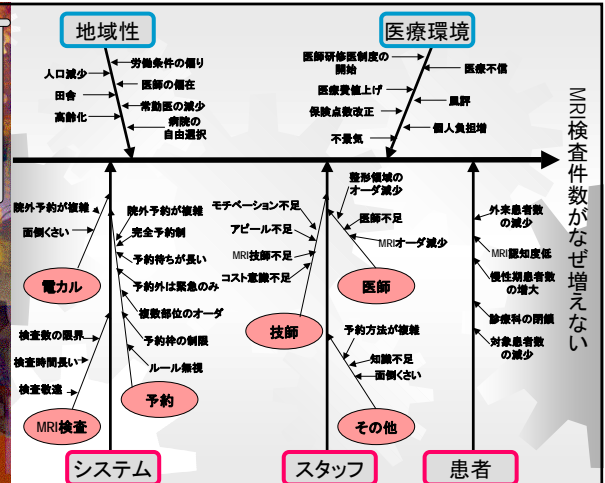 地域性
医療環境
労働条件の偏り
人口減少
医師の偏在
田舎
常勤医の減少
高齢化
病院の
自由選択
医師研修医制度の
開始
医療不信
医療費値上げ
風評
保険点数改正
個人負担増
不景気
MR検査件数がなぜ増えない
院外予約が複雑
面倒くさい
電カル
検査数の限界
検査時間長い
検査敬遠
MRI検査
院外予約が複雑
完全予約制
予約待ちが長い
予約外は緊急のみ
複数部位のオーダ
予約枠の制限
ルール無視
予約
モチベーション不足
アピール不足
MRI技師不足
コスト意識不足
技師
整形領域の
オーダ減少
医師不足
MRIオーダ減少
医師
予約方法が複雑
知識不足
面倒くさい
その他
外来患者数
の減少
MRI認知度低
慢性期患者数
の増大
診療科の閉鎖
対象患者数
の減少
システム
スタッフ
患者